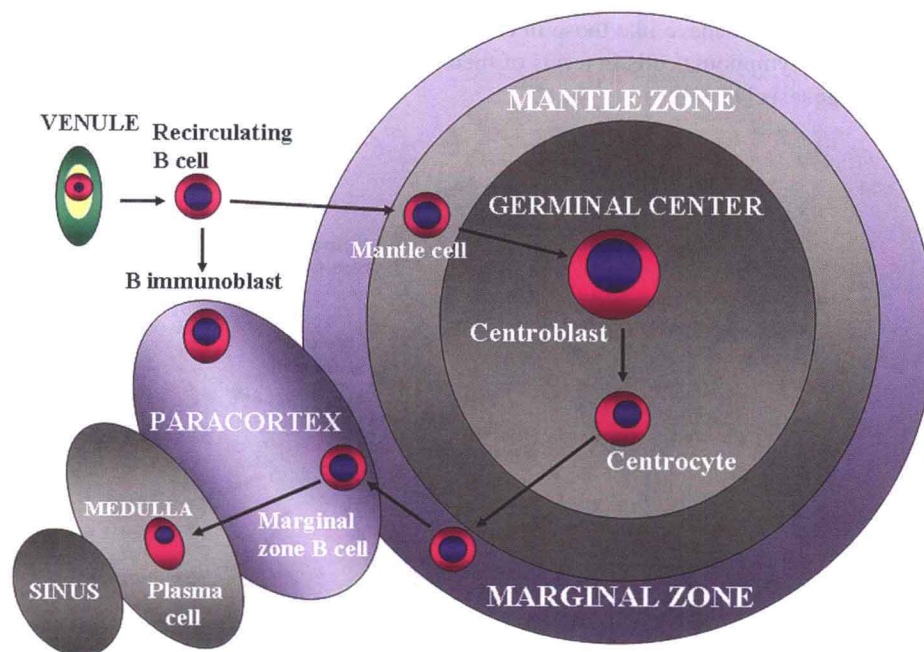 MANTLE ZONE
VENULE
Recirculating
B cell
GERMINAL CENTER
Mantle cell
B immunoblast
Centroblast
PARACORTEX
Centrocyte
MEDULLA
Marginal
zone B cell
SINUS
Plasma
cell
MARGINAL ZONE